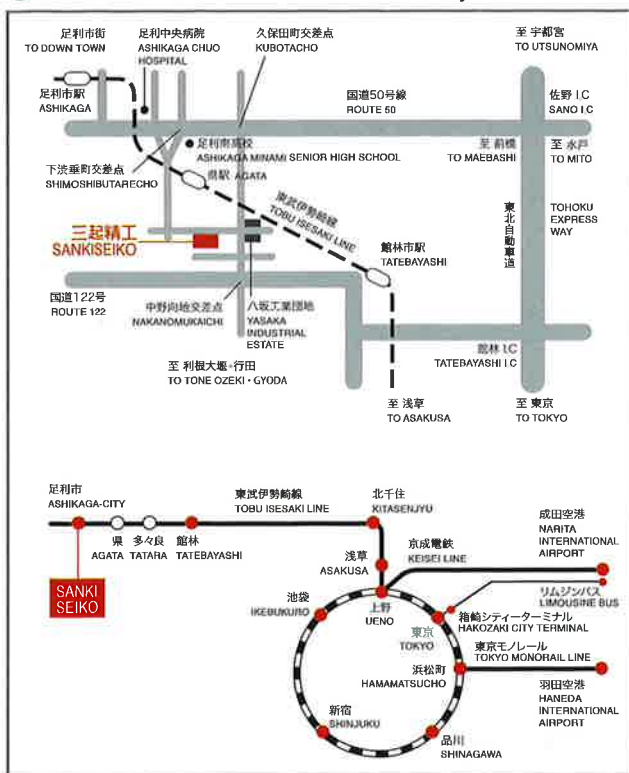 足利市街
TO DOWN TOWN
足利中央病院
ASHIKAGA CHUO
HOSPITAL
久保田町交差点
KUBOTACHO
至 宇都宮
TO UTSUNOMIYA
足利市駅
ASHIKAGA
国道50号線
ROUTE 50
佐野 I.C
SANO I.C
足利南高校
ASHIKAGA MINAMI SENIOR HIGH SCHOOL
至 前橋
TO MAEBASHI
至 水戸
TO MITO
下渋垂町交差点
SHIMOSHIBUTARECHO
県駅 AGATA
東武伊勢崎線
TOBU ISESAKI LINE
東北自動車道
TOHOKU
EXPRESS
WAY
三起精工
SANKISEIKO
館林市駅
TATEBAYASHI
国道122号
ROUTE 122
中野向地交差点
NAKANOMUKAICHI
八坂工業団地
YASAKA
INDUSTRIAL
ESTATE
館林 I.C
TATEBAYASHI I.C
至 利根大堰・行田
TO TONE OZEKI・GYODA
至 浅草
TO ASAKUSA
至 東京
TO TOKYO
足利市
ASHIKAGA-CITY
東武伊勢崎線
TOBU ISESAKI LINE
北千住
KITASENJYU
県
AGATA
多々良
TATARA
館林
TATEBAYASHI
成田空港
NARITA
INTERNATIONAL
AIRPORT
京成電鉄
KEISEI LINE
浅草
ASAKUSA
SANKI
SEIKO
リムジンバス
LIMOUSINE BUS
池袋
IKEBUKURO
上野
UENO
箱崎シティーターミナル
HAKOZAKI CITY TERMINAL
東京
TOKYO
東京モノレール
TOKYO MONORAIL LINE
浜松町
HAMAMATSUCHO
羽田空港
HANEDA
INTERNATIONAL
AIRPORT
新宿
SHINJUKU
品川
SHINAGAWA